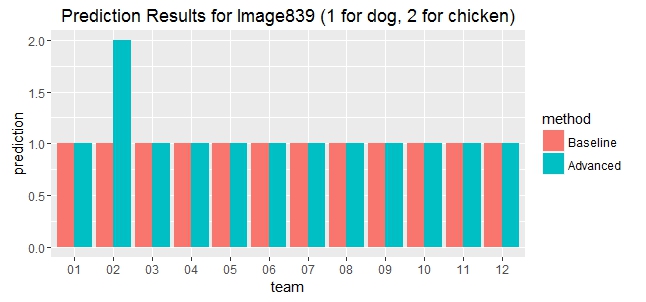 Prediction Results for Image839 (1 for dog, 2 for chicken)
2.0
1.5
1.0
0.5
0.0
prediction
01 02 03 04 05 06 07 08 09 10 11 12
team
method
Baseline
Advanced